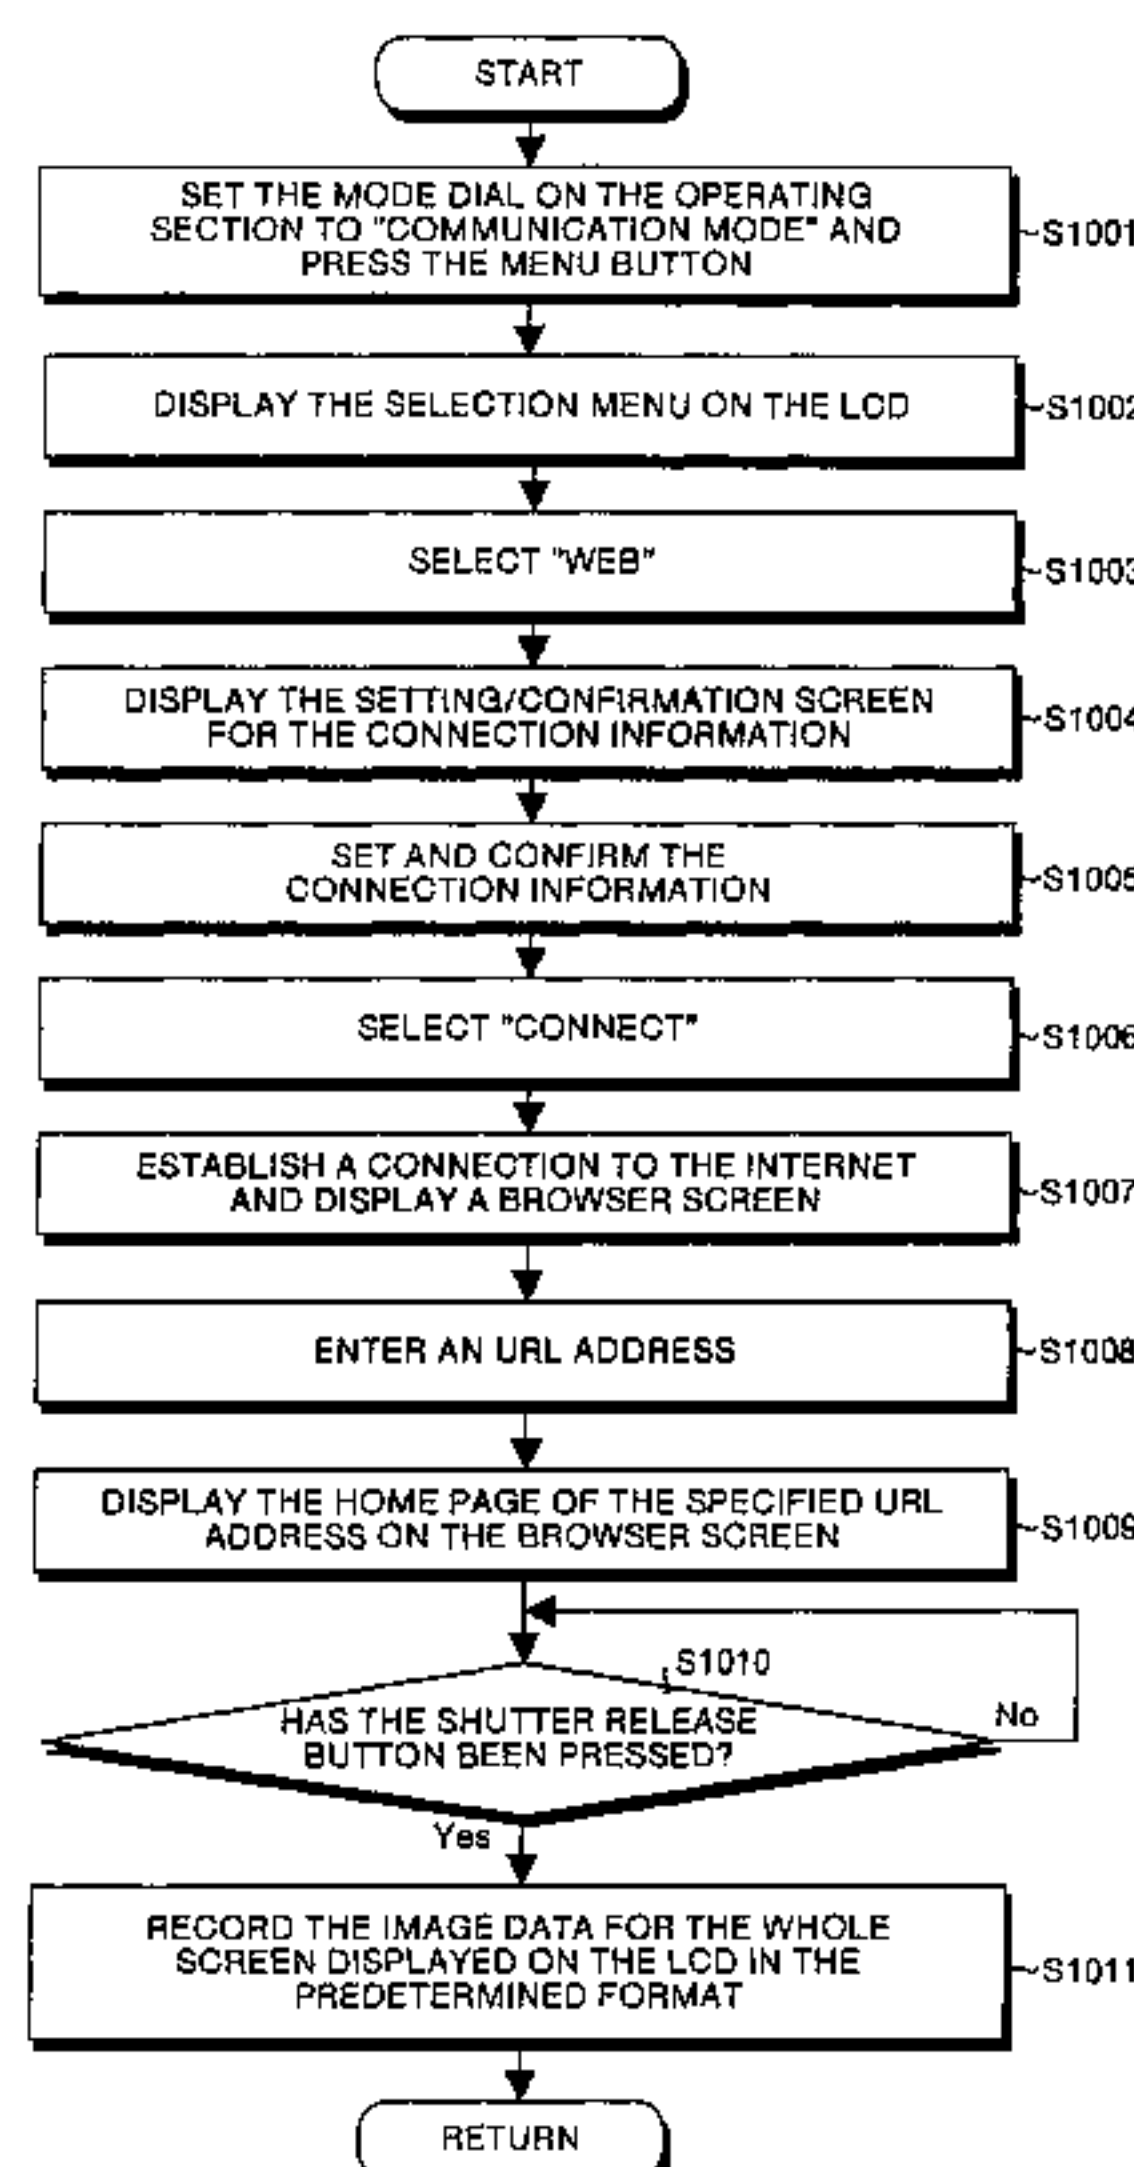 START
SET THE MODE DIAL ON THE OPERATING
SECTION TO "COMMUNICATION MODE" AND
PRESS THE MENU BUTTON
S1001
DISPLAY THE SELECTION MENU ON THE LCD
S1002
SELECT "WEB"
S1003
DISPLAY THE SETTING/CONFIRMATION SCREEN
FOR THE CONNECTION INFORMATION
S1004
SET AND CONFIRM THE
CONNECTION INFORMATION
S1005
SELECT "CONNECT"
S1006
ESTABLISH A CONNECTION TO THE INTERNET
AND DISPLAY A BROWSER SCREEN
S1007
ENTER AN URL ADDRESS
S1008
DISPLAY THE HOME PAGE OF THE SPECIFIED URL
ADDRESS ON THE BROWSER SCREEN
S1009
S1010
HAS THE SHUTTER RELEASE
BUTTON BEEN PRESSED?
No
Yes
RECORD THE IMAGE DATA FOR THE WHOLE
SCREEN DISPLAYED ON THE LCD IN THE
PREDETERMINED FORMAT
S1011
RETURN